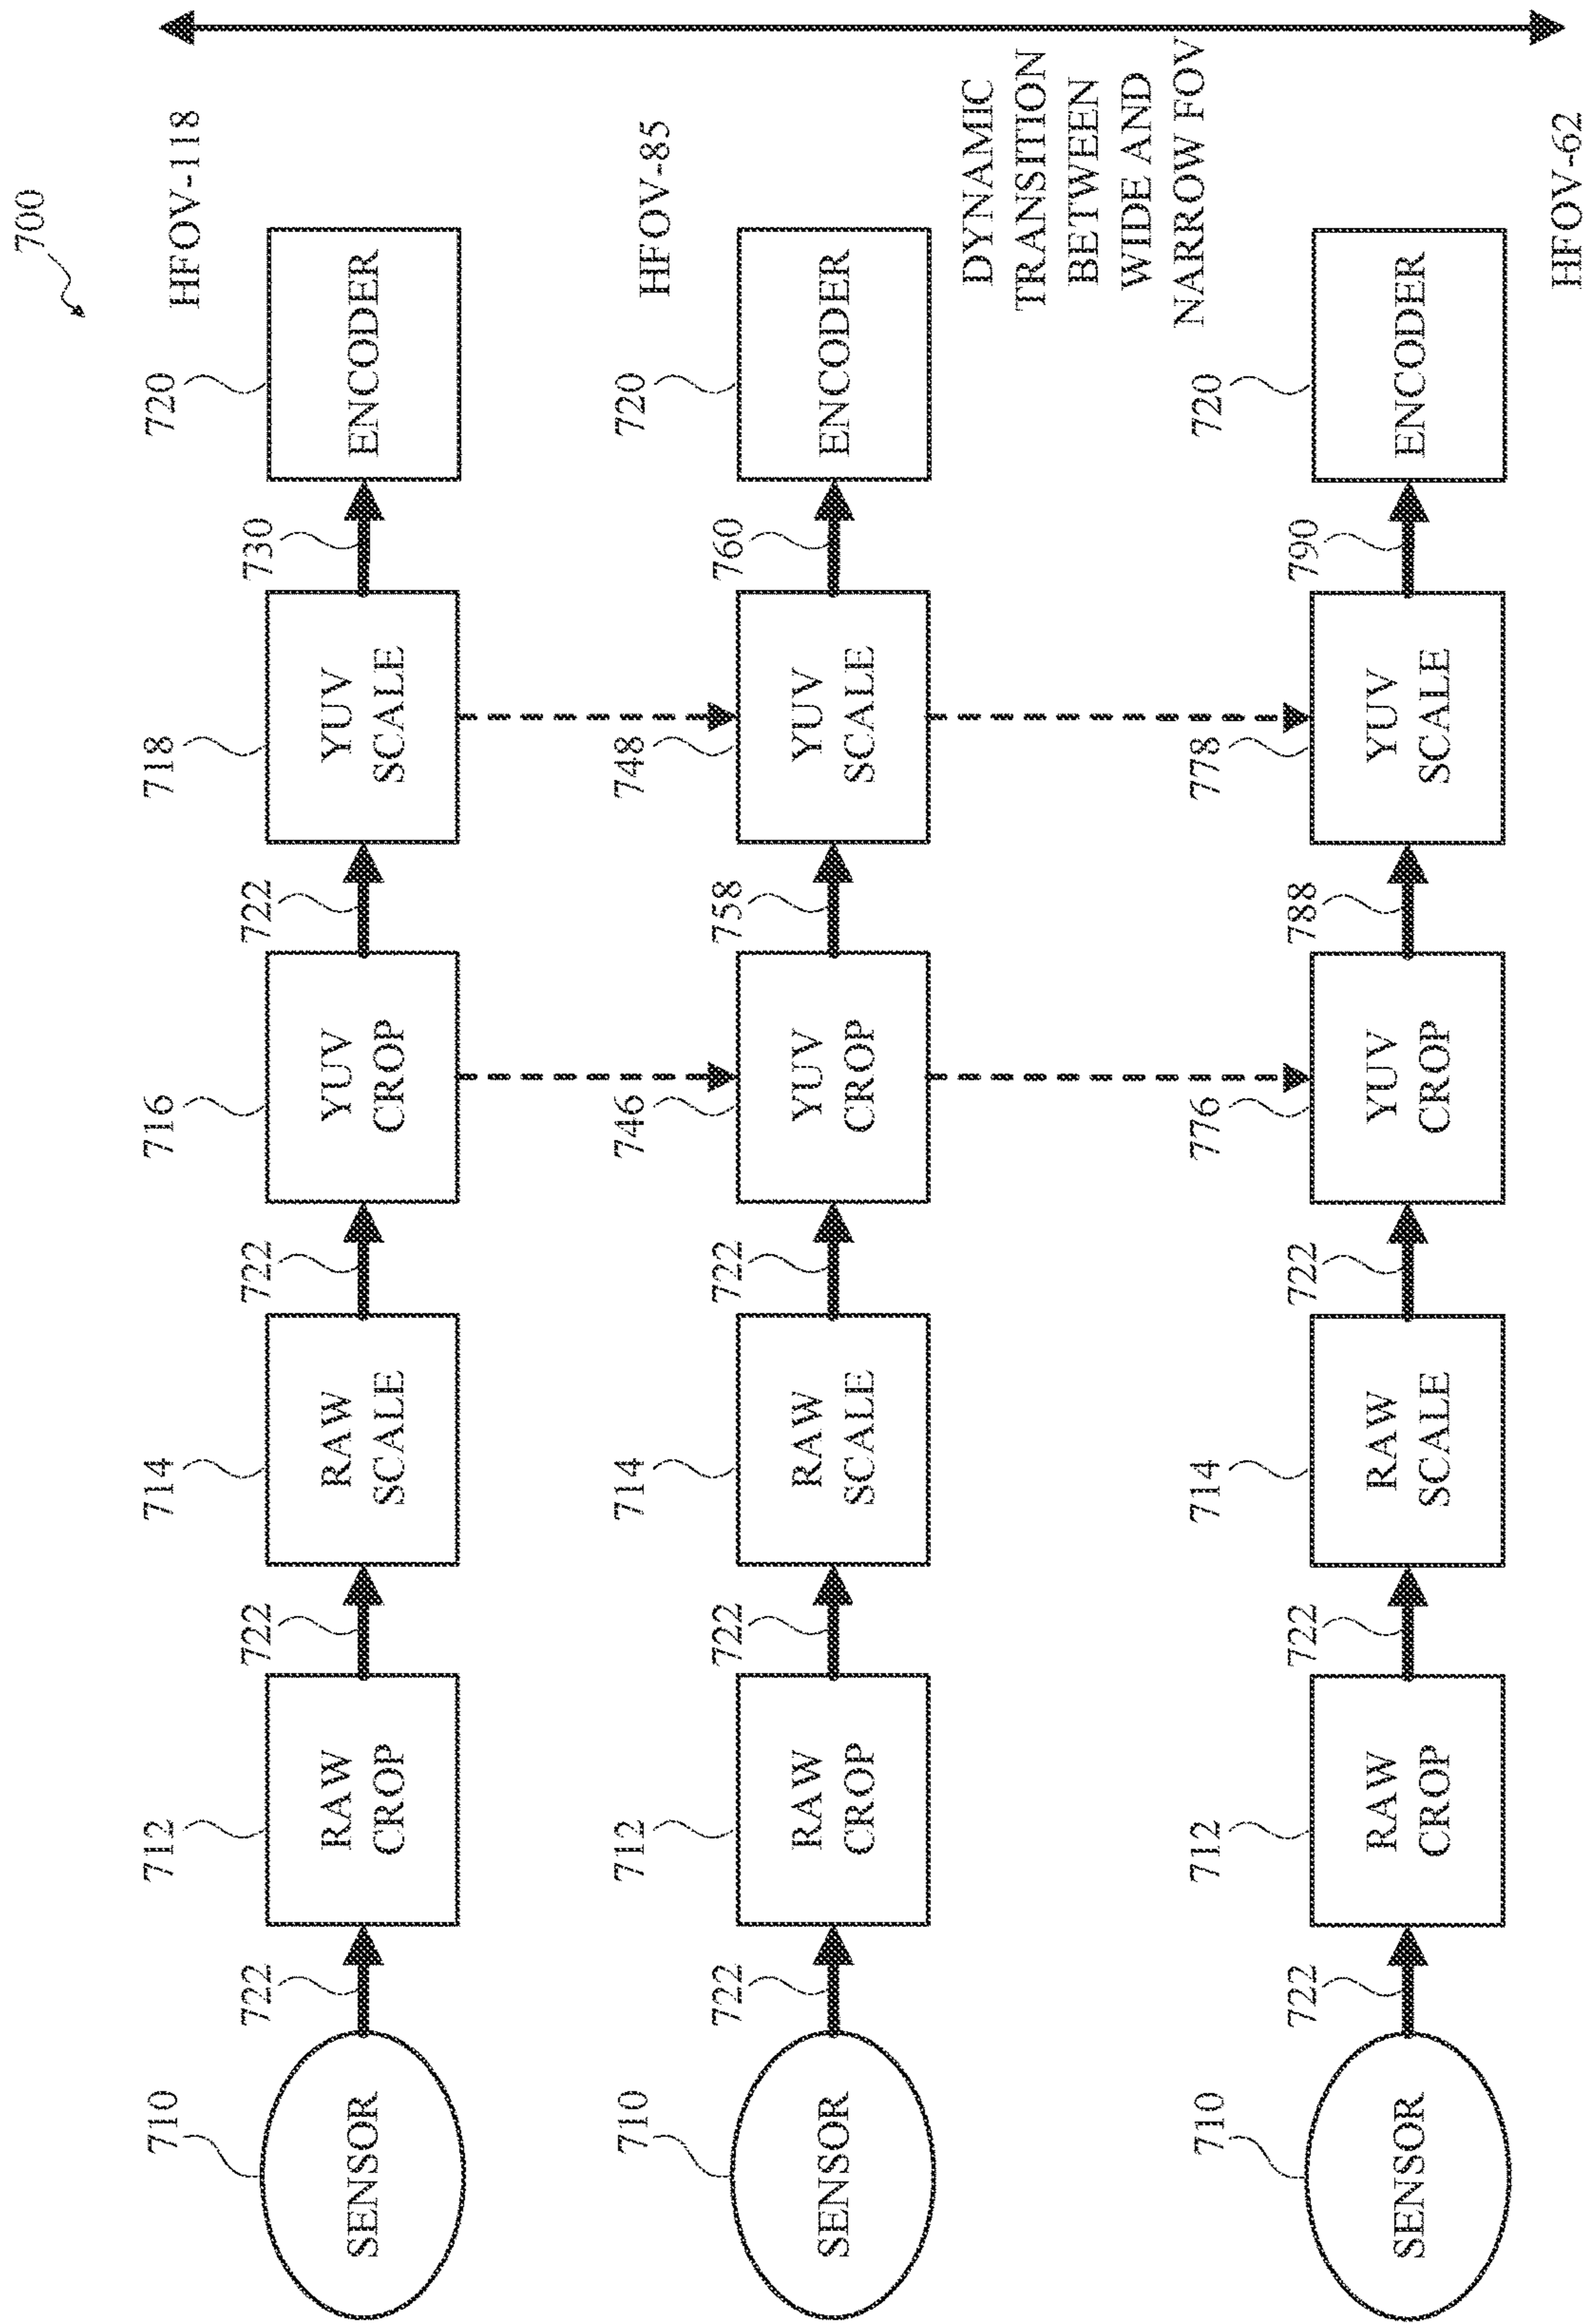 700
HFOV-118
710
722
712
722
714
722
716
722
718
730
720
SENSOR
RAW
CROP
RAW
SCALE
YUV
CROP
YUV
SCALE
ENCODER
HFOV-85
710
722
712
722
714
722
746
758
748
760
720
SENSOR
RAW
CROP
RAW
SCALE
YUV
CROP
YUV
SCALE
ENCODER
DYNAMIC
TRANSITION
BETWEEN
WIDE AND
NARROW FOV
710
722
712
722
714
722
776
788
778
790
720
SENSOR
RAW
CROP
RAW
SCALE
YUV
CROP
YUV
SCALE
ENCODER
HFOV-62